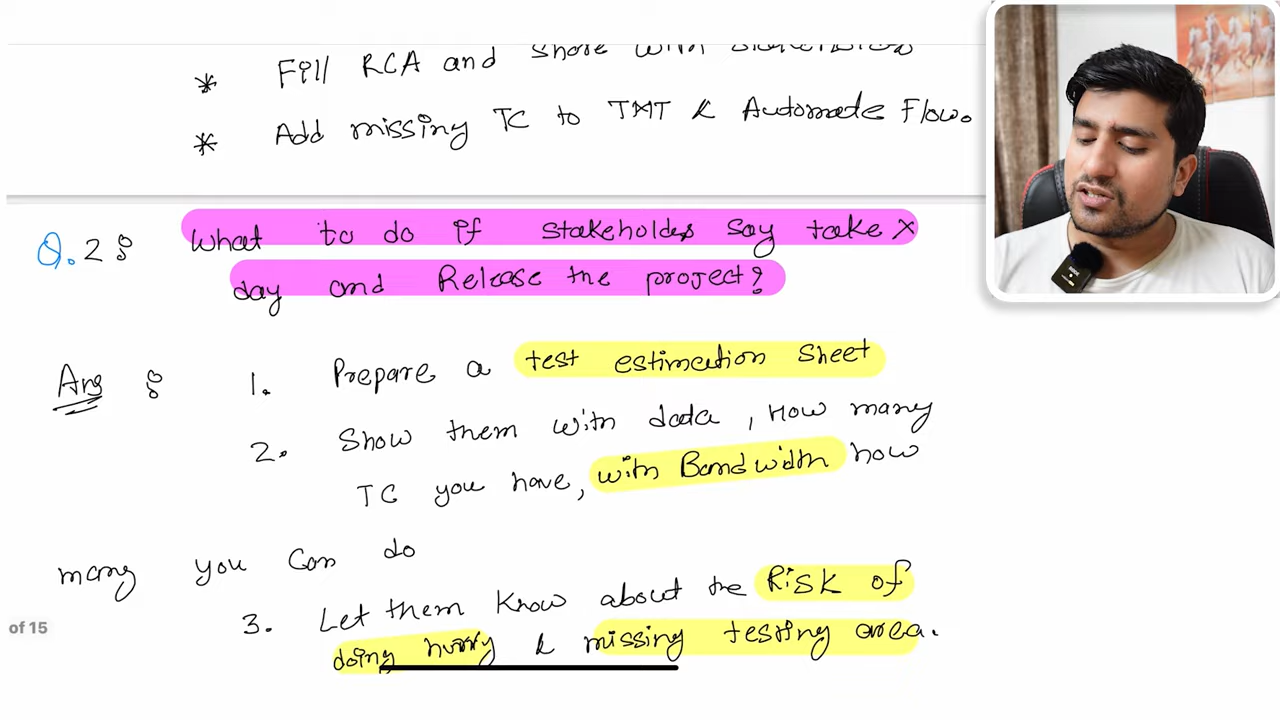 * Fill RCA and share with stakeholders
* Add missing TC to TMT & Automate Flow.
Q.2: What to do if stakeholders say take X
day and Release the project?
Ans : 1. Prepare a test estimation sheet
2. Show them with data, How many
TC you have, with Bandwidth how
many you can do
3. Let them know about the Risk of
doing hurry & missing testing area.
of 15